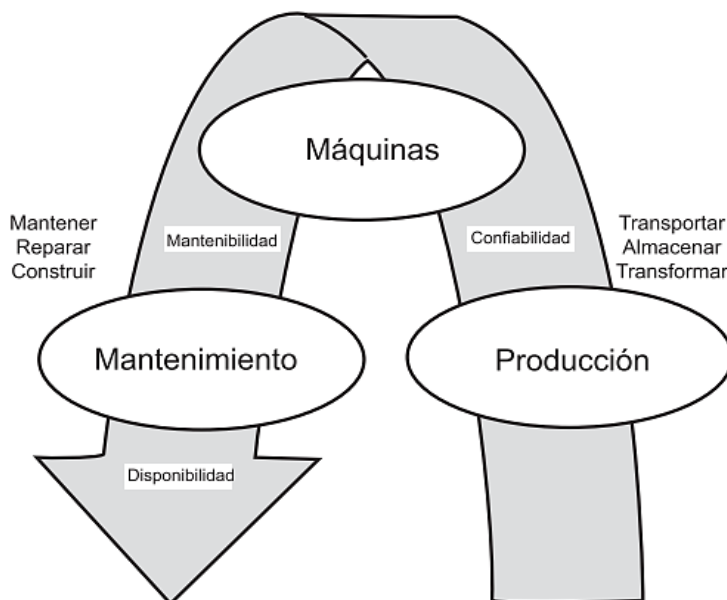 Máquinas
Mantener
Reparar
Construir
Mantenibilidad
Confiabilidad
Transportar
Almacenar
Transformar
Mantenimiento
Producción
Disponibilidad